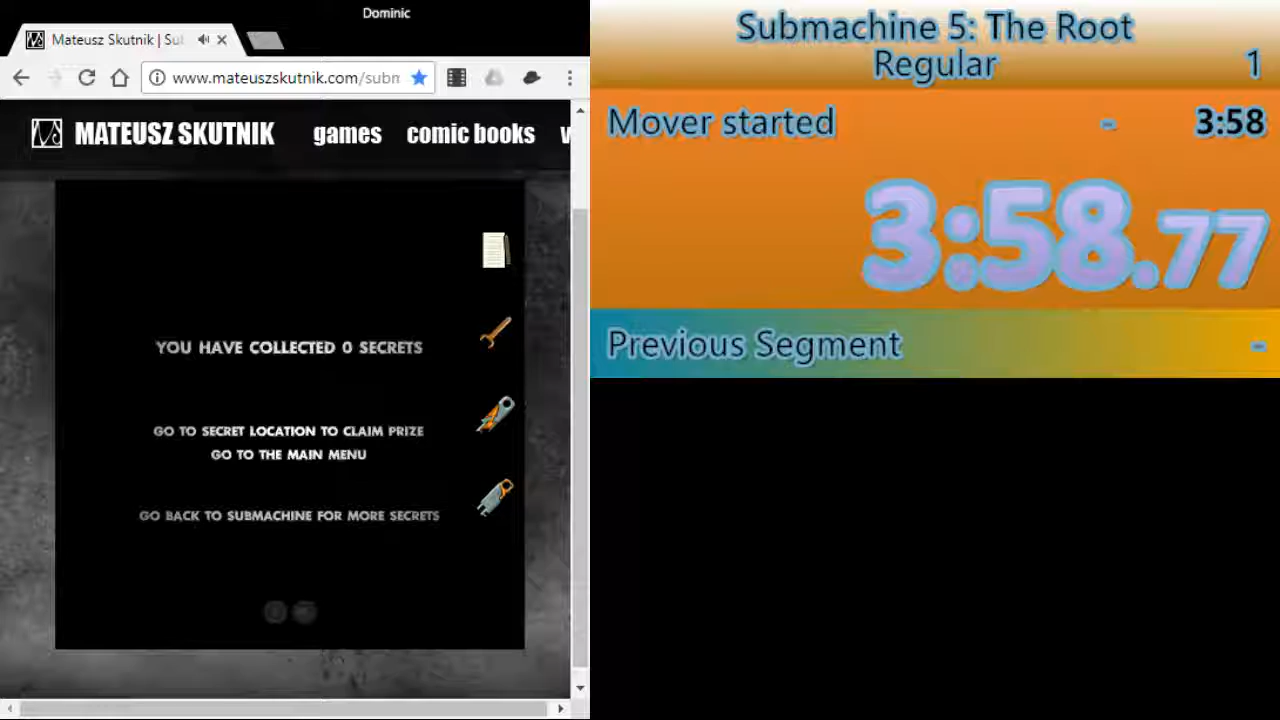 Dominic
Mateusz Skutnik | Sul
www.mateuszskutnik.com/subm
MATEUSZ SKUTNIK games comic books
YOU HAVE COLLECTED 0 SECRETS
GO TO SECRET LOCATION TO CLAIM PRIZE
GO TO THE MAIN MENU
GO BACK TO SUBMACHINE FOR MORE SECRETS
Submachine 5: The Root
Regular 1
Mover started - 3:58
3:58.77
Previous Segment -